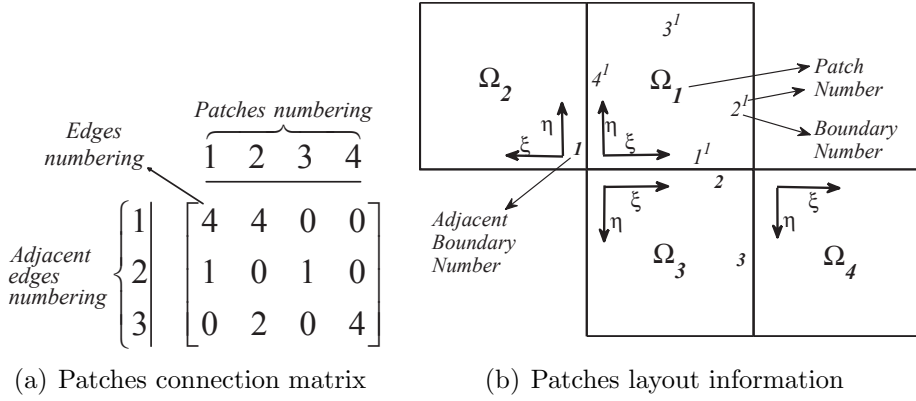 Patches numbering
Edges
numbering
1 2 3 4
Adjacent
edges
numbering
1 4 4 0 0
2 1 0 1 0
3 0 2 0 4
(a) Patches connection matrix
3^1
Ω_2 4^1 Ω_1 Patch
Number
2^1
Boundary
Number
η η
ξ 1 ξ 1^1
2
Adjacent
Boundary
Number
ξ ξ
η η
Ω_3 3 Ω_4
(b) Patches layout information